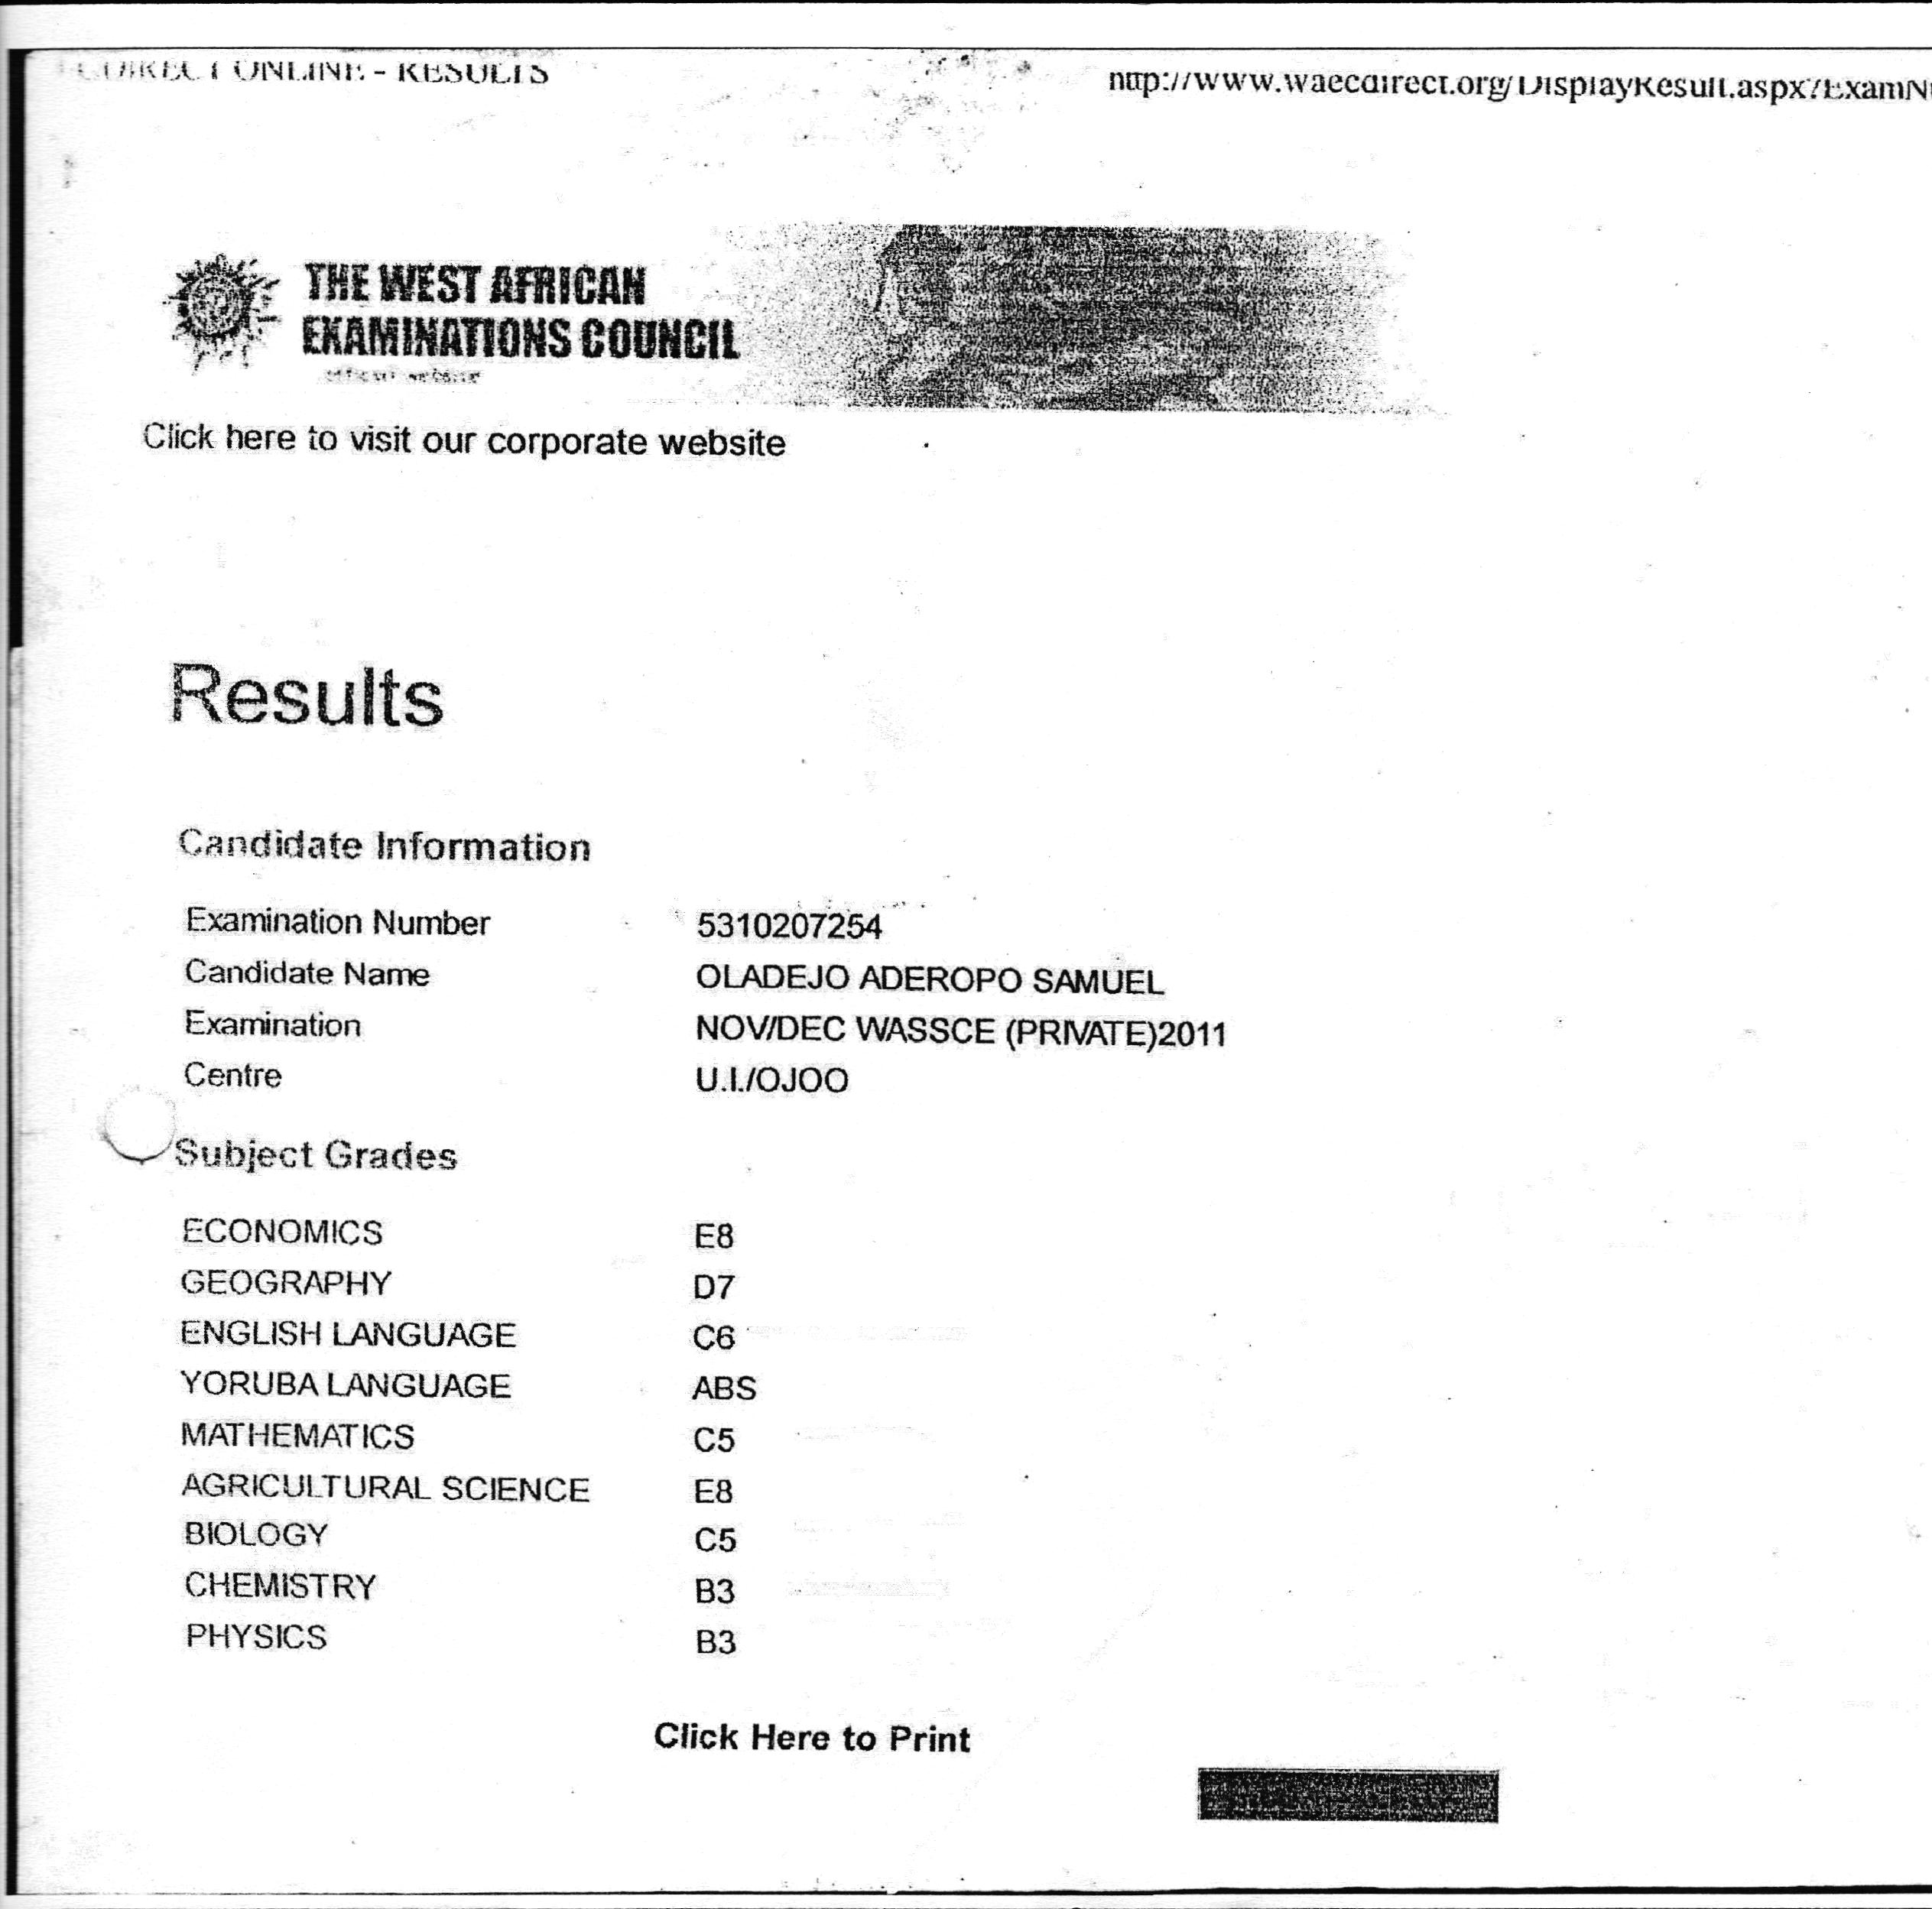 DIRECT ONLINE - RESULTS
http://www.waecdirect.org/DisplayResult.aspx?ExamN
THE WEST AFRICAN
EXAMINATIONS COUNCIL
official website
Click here to visit our corporate website
Results
Candidate Information
Examination Number 5310207254
Candidate Name OLADEJO ADEROPO SAMUEL
Examination NOV/DEC WASSCE (PRIVATE)2011
Centre U.I./OJOO
Subject Grades
ECONOMICS E8
GEOGRAPHY D7
ENGLISH LANGUAGE C6
YORUBA LANGUAGE ABS
MATHEMATICS C5
AGRICULTURAL SCIENCE E8
BIOLOGY C5
CHEMISTRY B3
PHYSICS B3
Click Here to Print